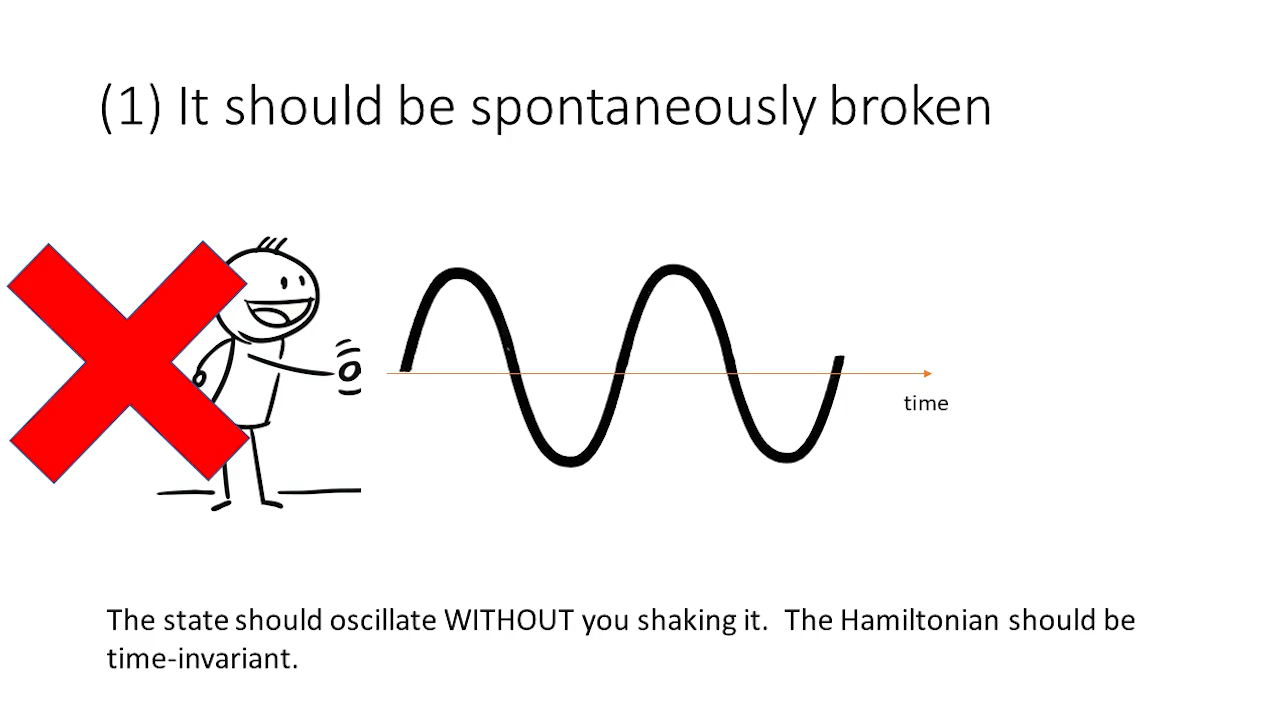 (1) It should be spontaneously broken
time
The state should oscillate WITHOUT you shaking it. The Hamiltonian should be
time-invariant.